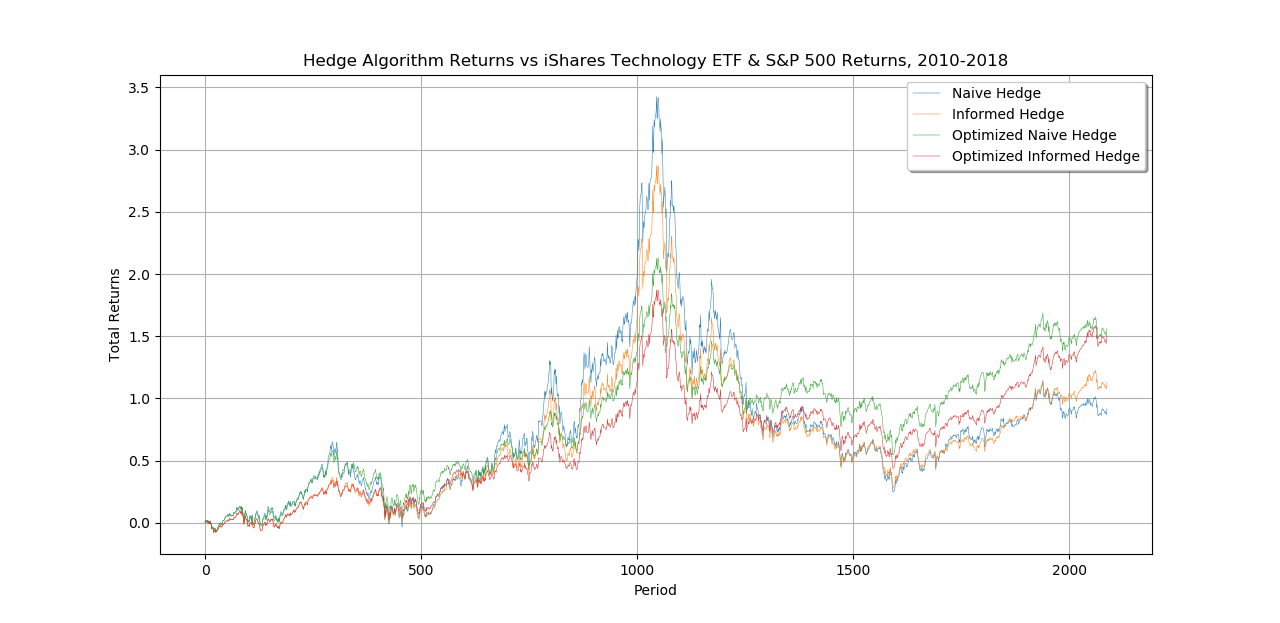 Hedge Algorithm Returns vs iShares Technology ETF & S&P 500 Returns, 2010-2018
3.5
3.0
2.5
2.0
1.5
1.0
0.5
0.0
Total Returns
Naive Hedge
Informed Hedge
Optimized Naive Hedge
Optimized Informed Hedge
0 500 1000 1500 2000
Period